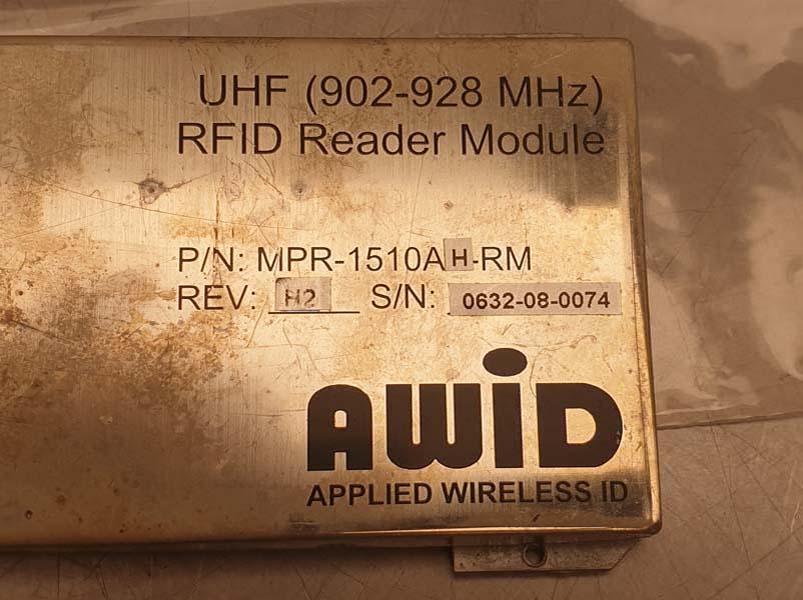 UHF (902-928 MHz)
RFID Reader Module
P/N: MPR-1510AH-RM
REV: H2 S/N: 0632-08-0074
AWiD
APPLIED WIRELESS ID